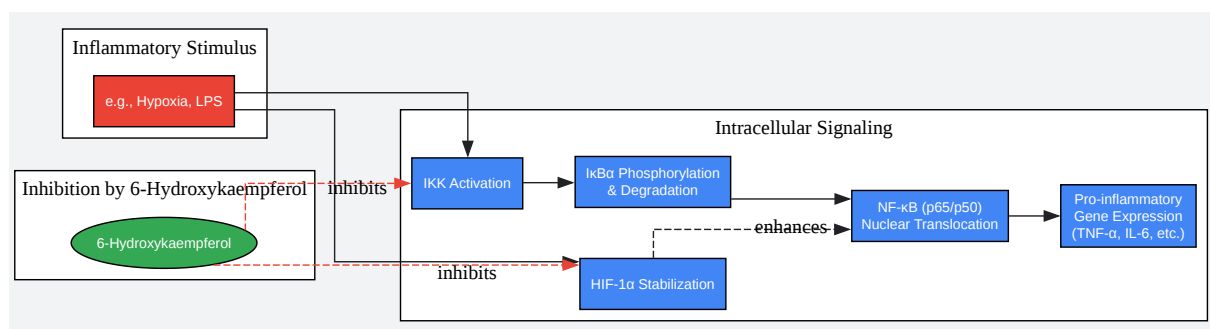 Inflammatory Stimulus
e.g., Hypoxia, LPS
Intracellular Signaling
Inhibition by 6-Hydroxykaempferol
6-Hydroxykaempferol
inhibits
inhibits
IKK Activation
IκBα Phosphorylation
& Degradation
enhances
HIF-1α Stabilization
NF-κB (p65/p50)
Nuclear Translocation
Pro-inflammatory
Gene Expression
(TNF-α, IL-6, etc.)